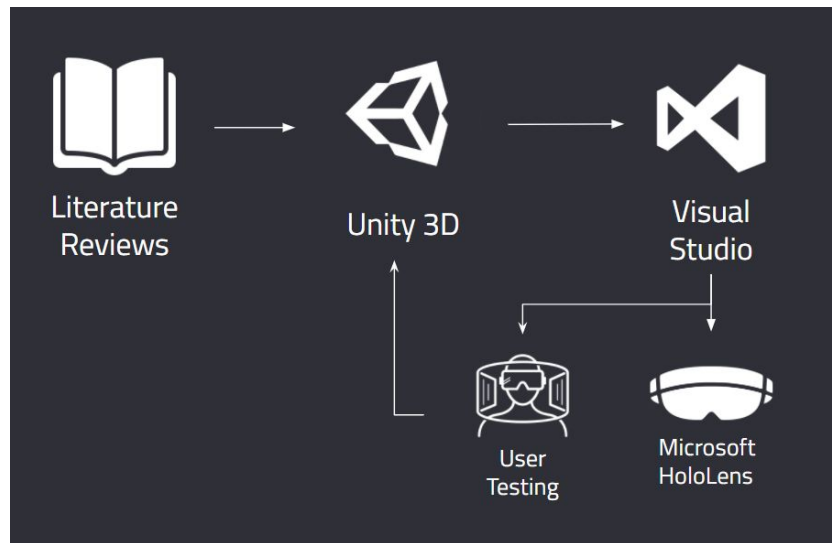 Literature
Reviews
Unity 3D
Visual
Studio
User
Testing
Microsoft
HoloLens